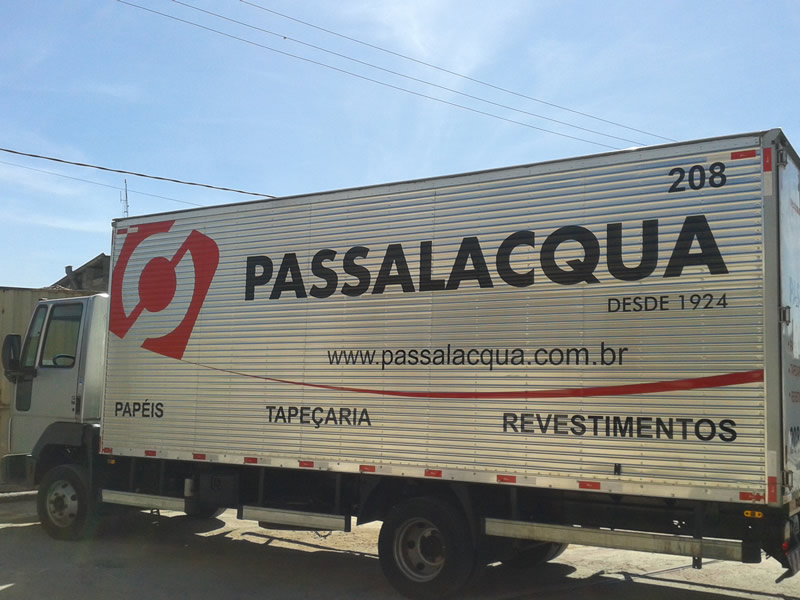 208
PASSALACQUA
DESDE 1924
www.passalacqua.com.br
PAPÉIS TAPEÇARIA REVESTIMENTOS